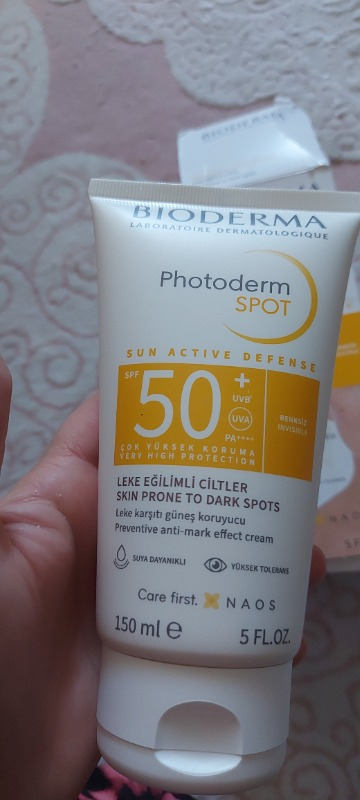 BIODERMA
BIODERMA
LABORATOIRE DERMATOLOGIQUE
Photoderm
SPOT
SUN ACTIVE DEFENSE
SPF
50+
UVB
UVA
PA++++
RENKSİZ
INVISIBLE
ÇOK YÜKSEK KORUMA
VERY HIGH PROTECTION
LEKE EĞİLİMLİ CİLTLER
SKIN PRONE TO DARK SPOTS
Leke karşıtı güneş koruyucu
Preventive anti-mark effect cream
SUYA DAYANIKLI
YÜKSEK TOLERANS
Care first. NAOS
150 ml e 5 FL.OZ.